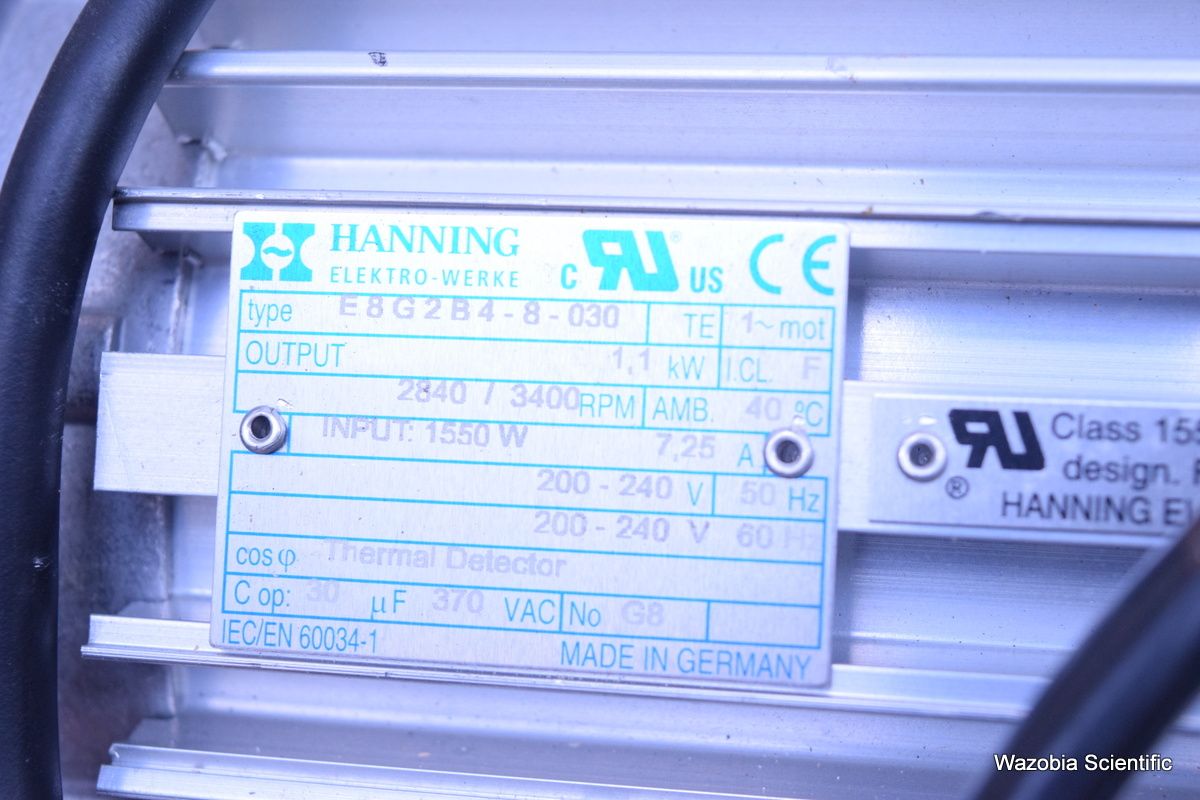 HANNING
ELEKTRO-WERKE
C RU® US CE
type E8G2B4-8-030 TE 1~mot
OUTPUT 1,1 kW I.CL. F
2840 / 3400 RPM AMB. 40 ºC
INPUT: 1550 W 7,25 A
200 - 240 V 50 Hz
200 - 240 V 60 Hz
cos φ Thermal Detector
C op: 30 µF 370 VAC No G8
IEC/EN 60034-1 MADE IN GERMANY
RU® Class 155
design.
HANNING
Wazobia Scientific